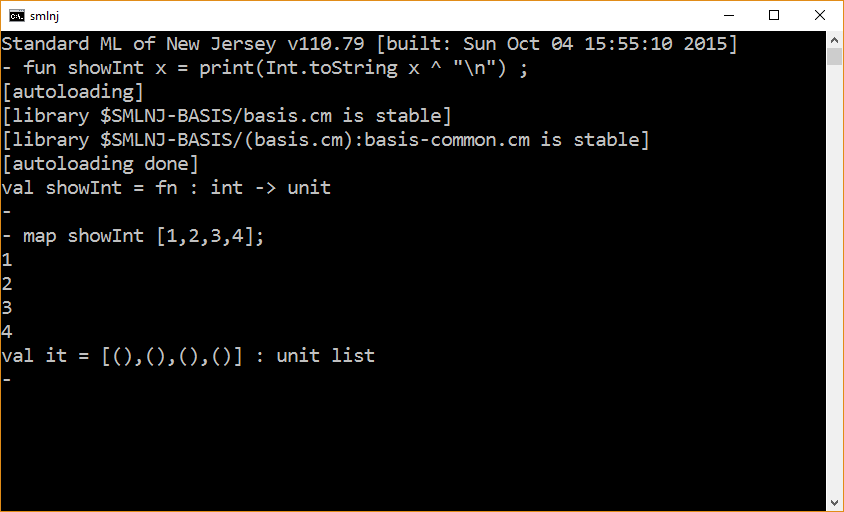 smlnj
Standard ML of New Jersey v110.79 [built: Sun Oct 04 15:55:10 2015]
- fun showInt x = print(Int.toString x ^ "\n") ;
[autoloading]
[library $SMLNJ-BASIS/basis.cm is stable]
[library $SMLNJ-BASIS/(basis.cm):basis-common.cm is stable]
[autoloading done]
val showInt = fn : int -> unit
-
- map showInt [1,2,3,4];
1
2
3
4
val it = [(),(),(),()] : unit list
-